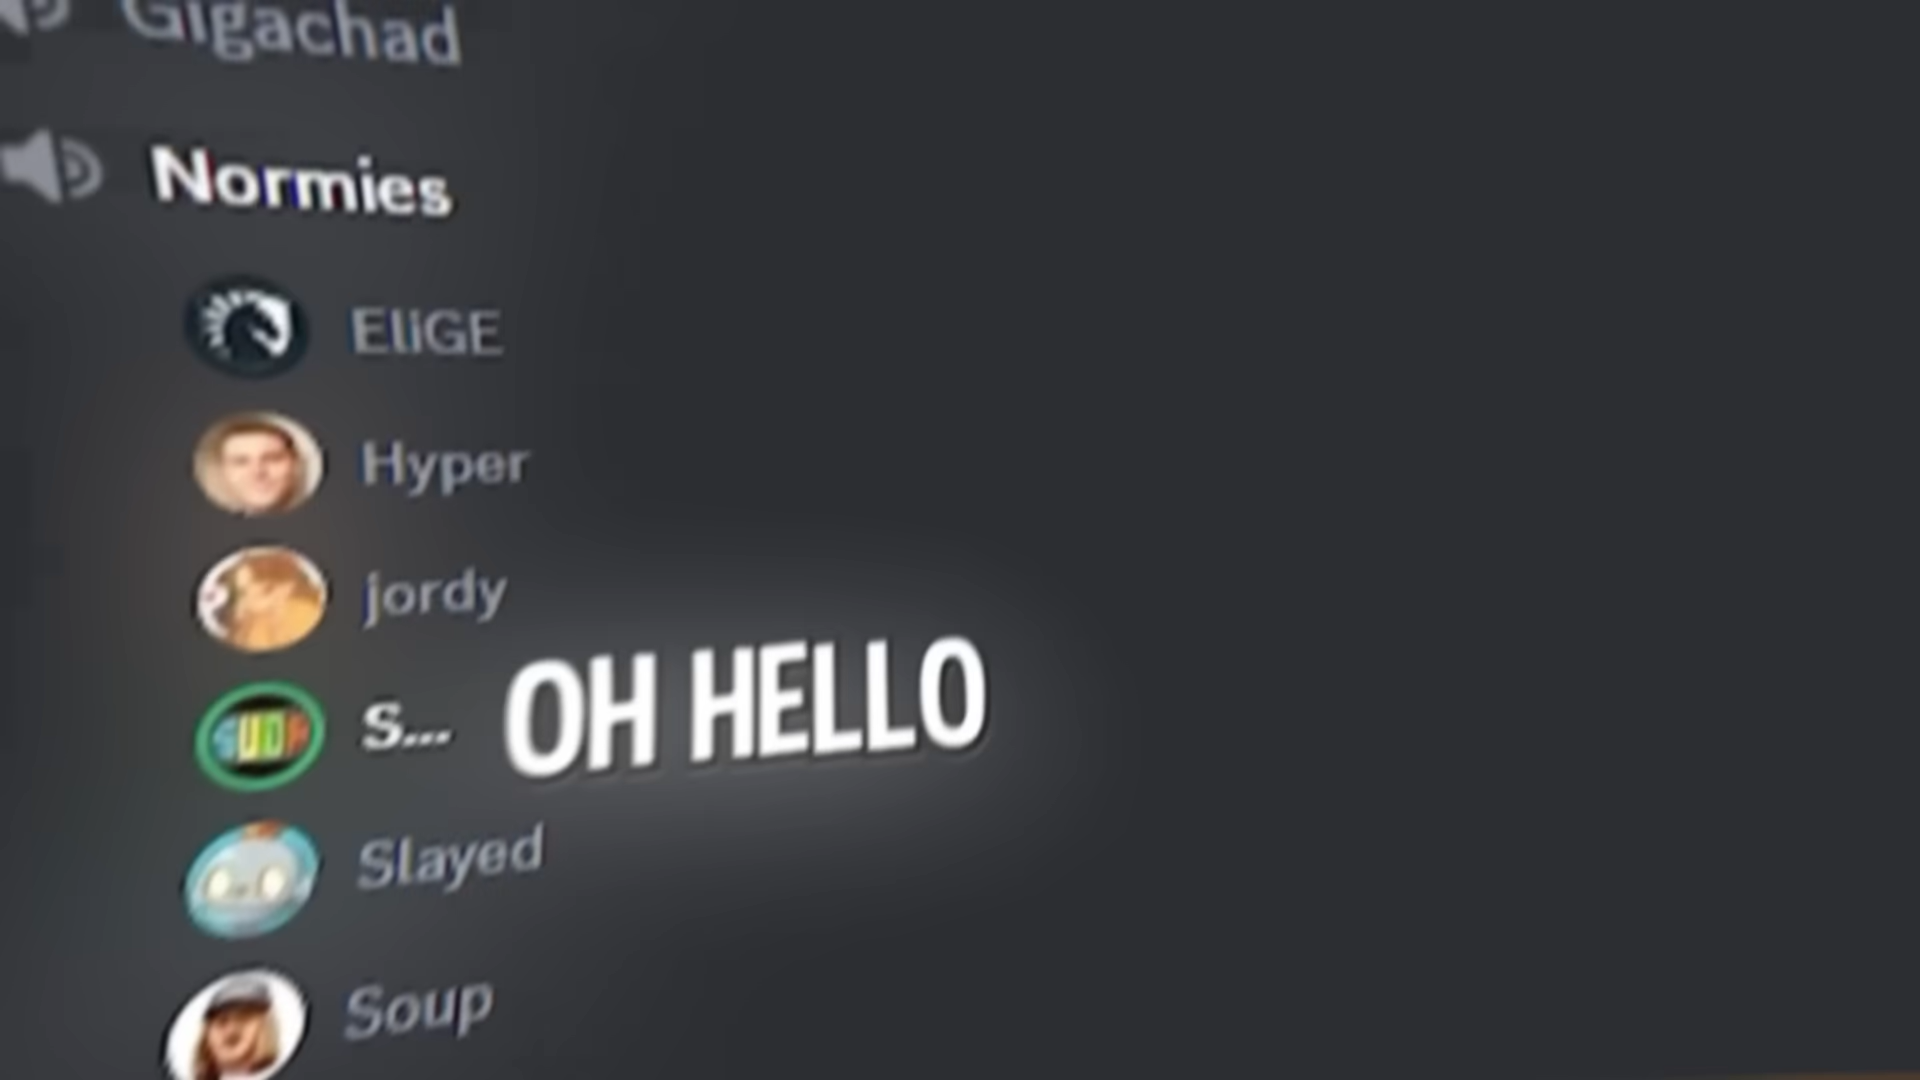 Gigachad
Normies
EliGE
Hyper
jordy
S... OH HELLO
Slayed
Soup